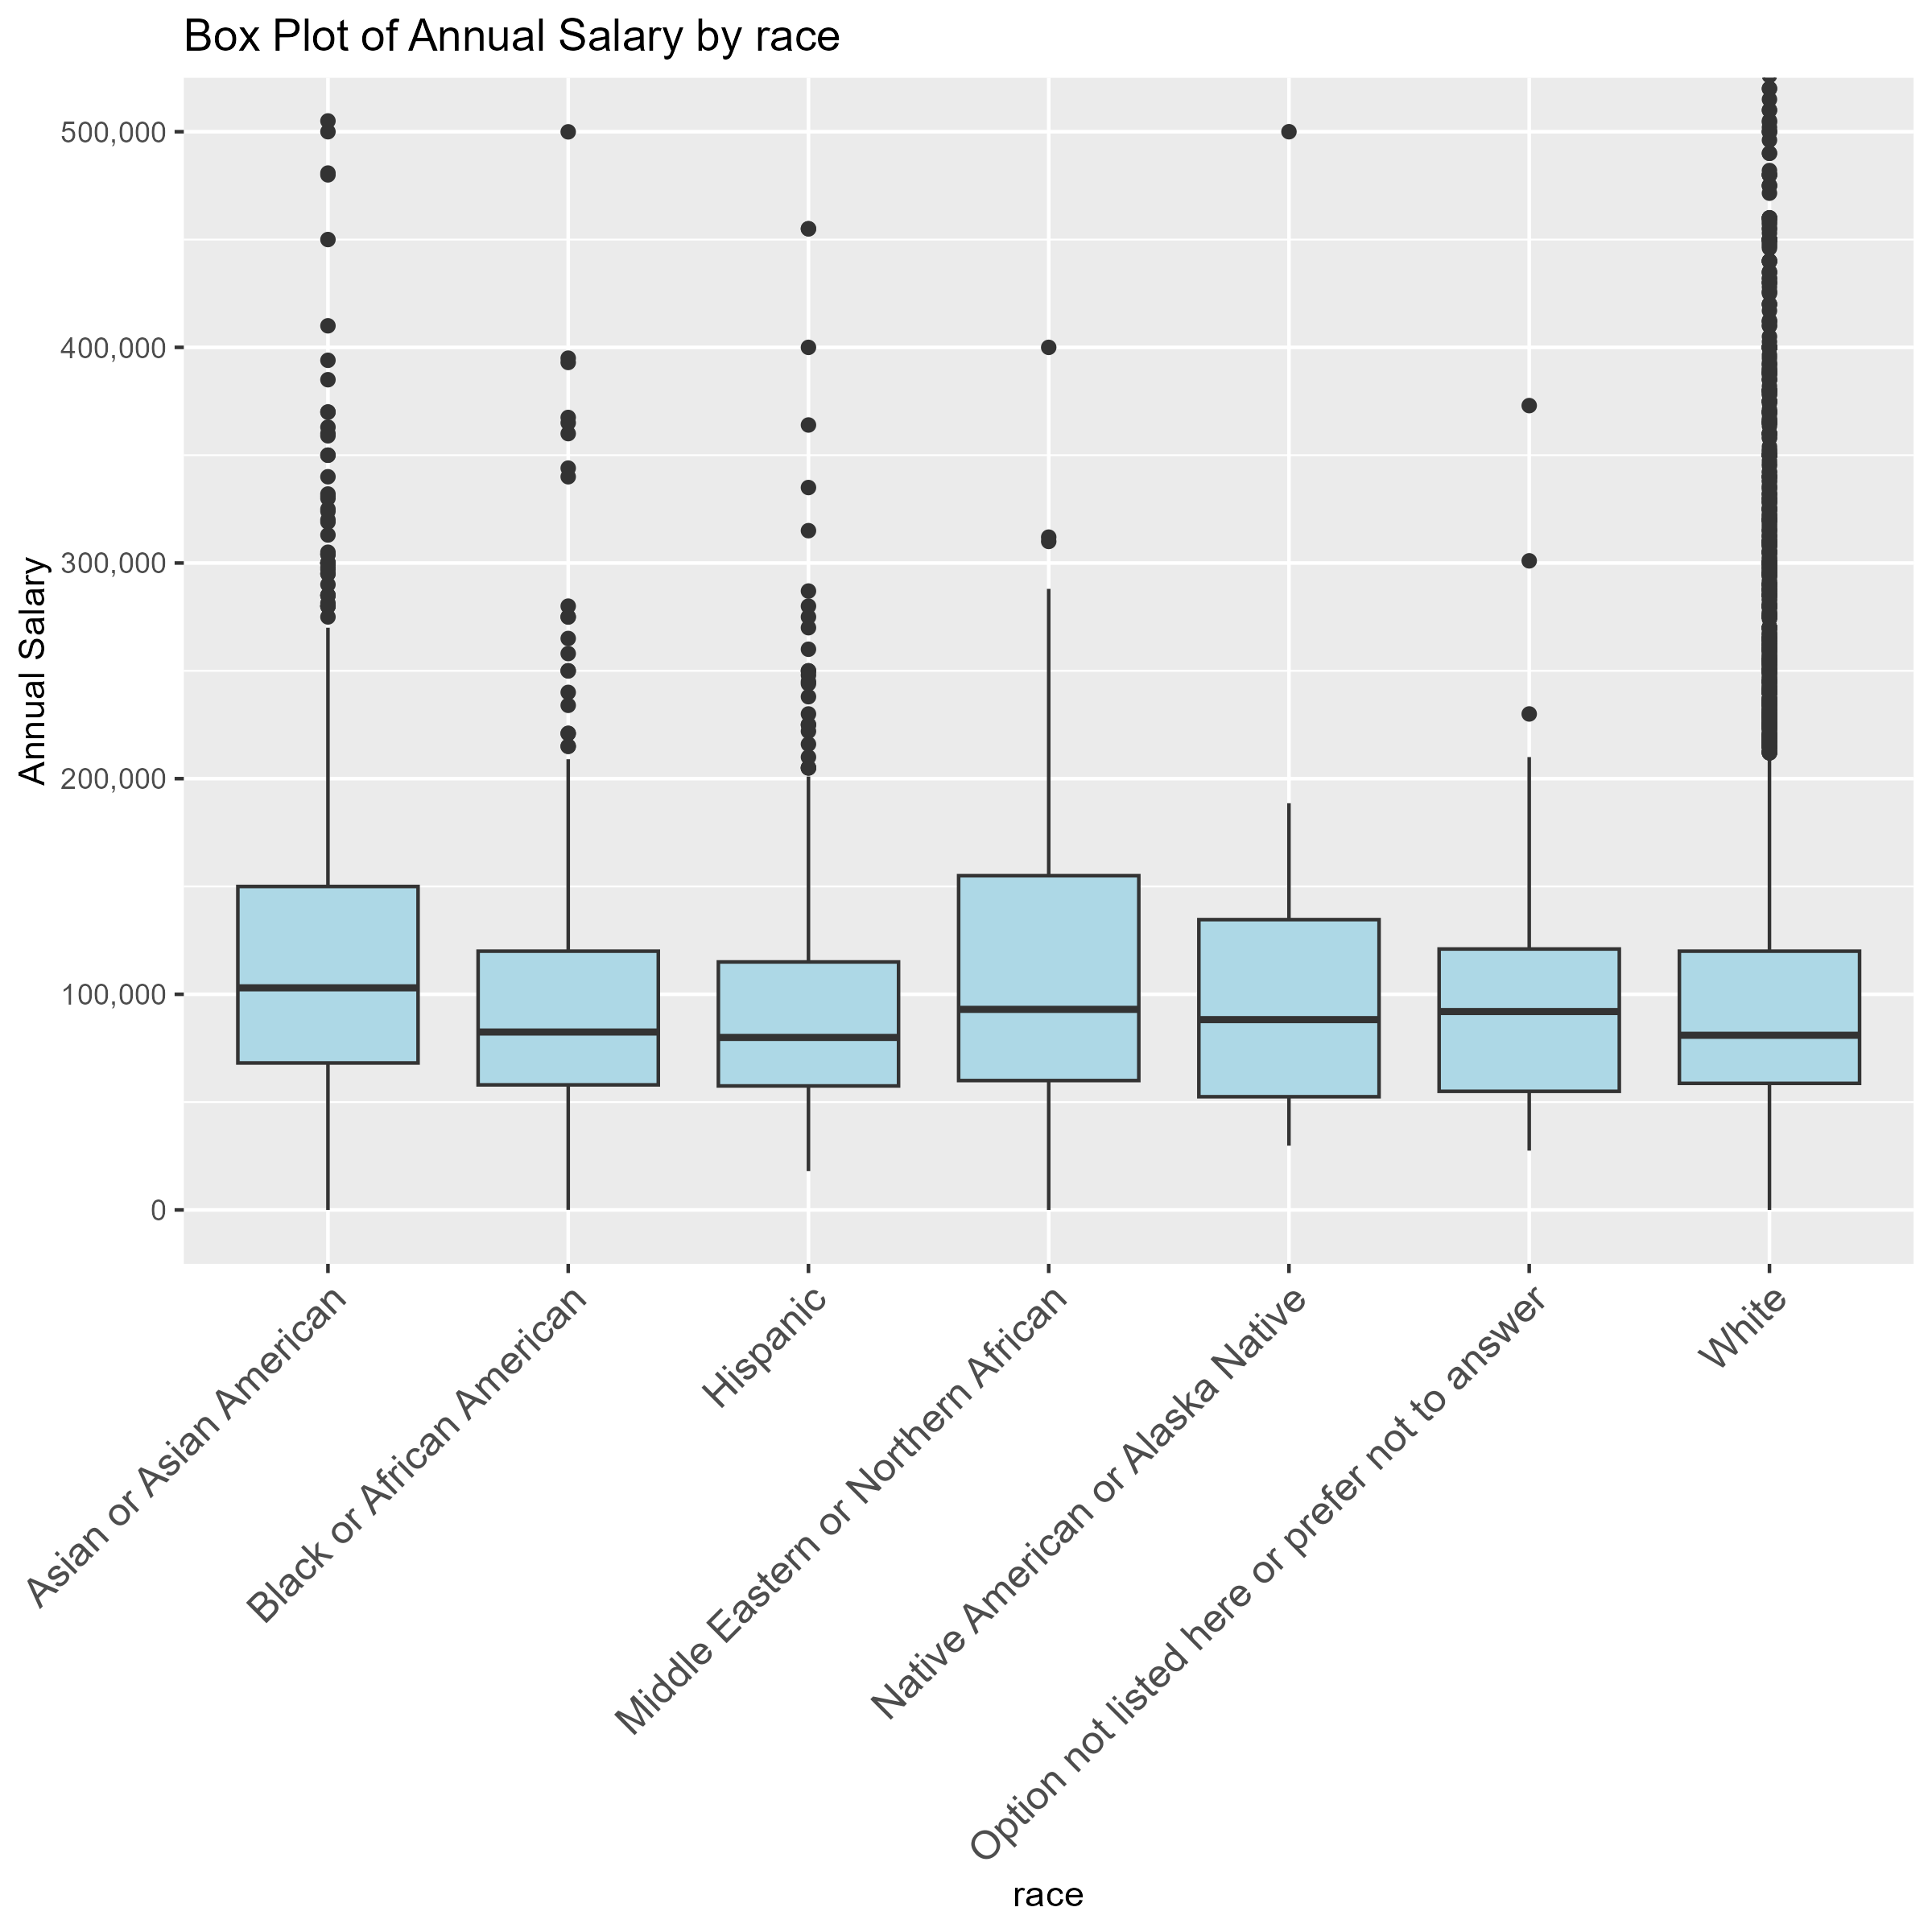 Box Plot of Annual Salary by race
Annual Salary
500,000
400,000
300,000
200,000
100,000
0
Asian or Asian American
Black or African American
Hispanic
Middle Eastern or Northern African
Native American or Alaska Native
Option not listed here or prefer not to answer
White
race